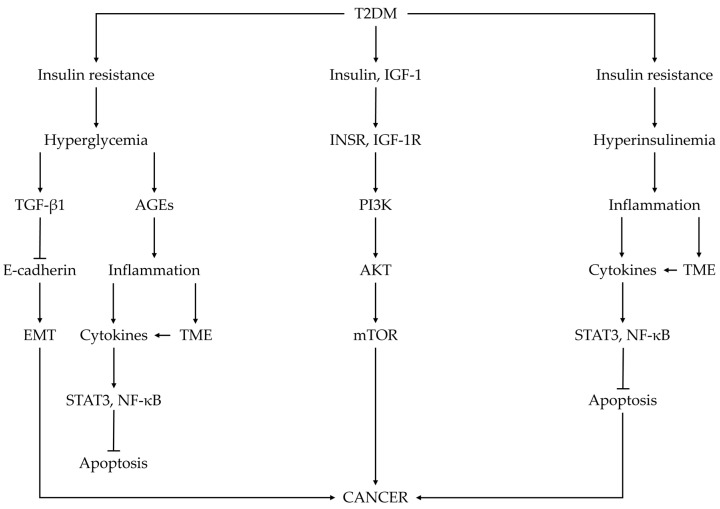 T2DM
Insulin resistance
Insulin, IGF-1
Insulin resistance
Hyperglycemia
INSR, IGF-1R
Hyperinsulinemia
TGF-β1
AGEs
PI3K
Inflammation
E-cadherin
Inflammation
AKT
Cytokines
TME
EMT
Cytokines
TME
mTOR
STAT3, NF-κB
STAT3, NF-κB
Apoptosis
Apoptosis
CANCER